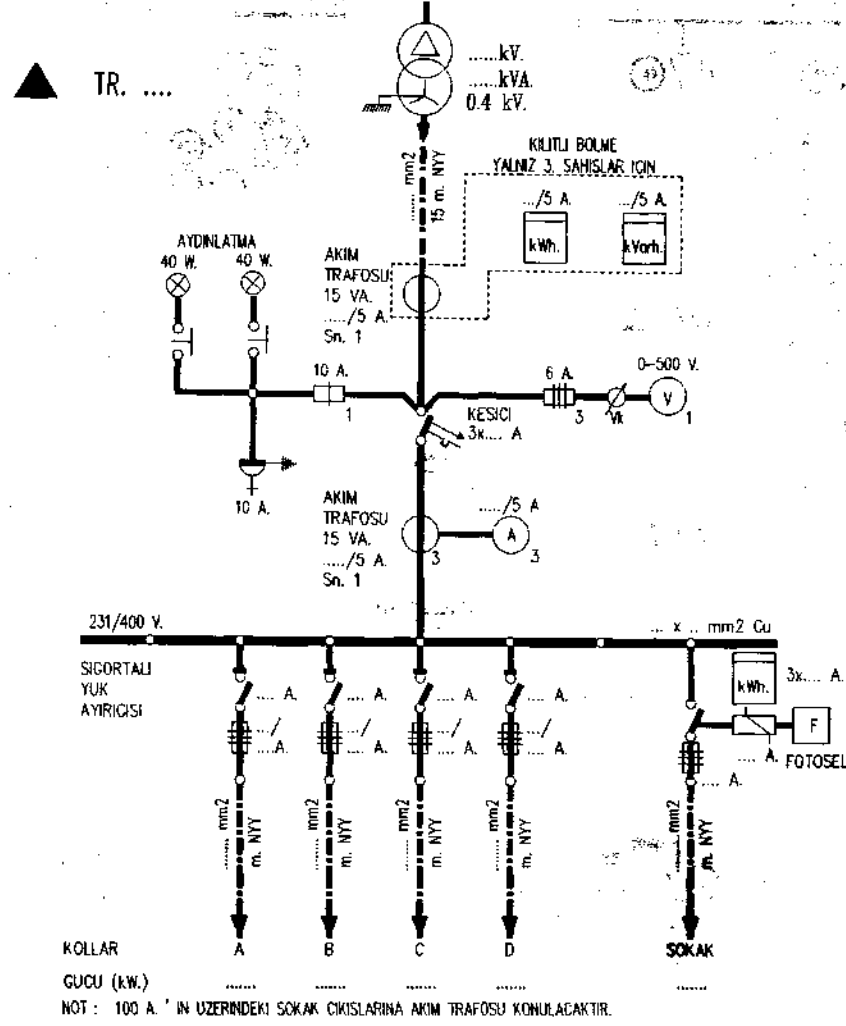 TR. ....
......kV.
......kVA.
0.4 kV.
...... mm2
15 m. NYY
KILITLI BOLME
YALNIZ 3. SAHISLAR ICIN
.../5 A.
.../5 A.
kWh.
kVarh.
AYDINLATMA
40 W.
40 W.
AKIM
TRAFOSU
15 VA.
...../5 A.
Sn. 1
10 A.
1
6 A.
3
Vk
0-500 V.
V
1
KESICI
3x.... A
10 A.
AKIM
TRAFOSU
15 VA.
...../5 A.
Sn. 1
3
...../5 A
A
3
231/400 V.
... x .. mm2 Cu
SIGORTALI
YUK
AYIRICISI
.... A.
.... A.
.... A.
.... A.
..../
....A.
..../
....A.
..../
....A.
..../
....A.
kWh.
3x.... A.
F
FOTOSEL
.... A.
.... A.
...... mm2
m. NYY
...... mm2
m. NYY
...... mm2
m. NYY
...... mm2
m. NYY
...... mm2
m. NYY
KOLLAR A B C D SOKAK
GUCU (kW.) ...... ...... ...... ...... ......
NOT : 100 A. ' IN UZERINDEKI SOKAK CIKISLARINA AKIM TRAFOSU KONULACAKTIR.